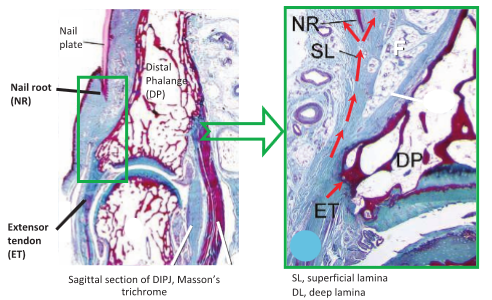 Nail
plate
Nail root
(NR)
Distal
Phalange
(DP)
Extensor
tendon
(ET)
Sagittal section of DIPJ, Masson's
trichrome
NR
SL
F
DP
ET
SL, superficial lamina
DL, deep lamina